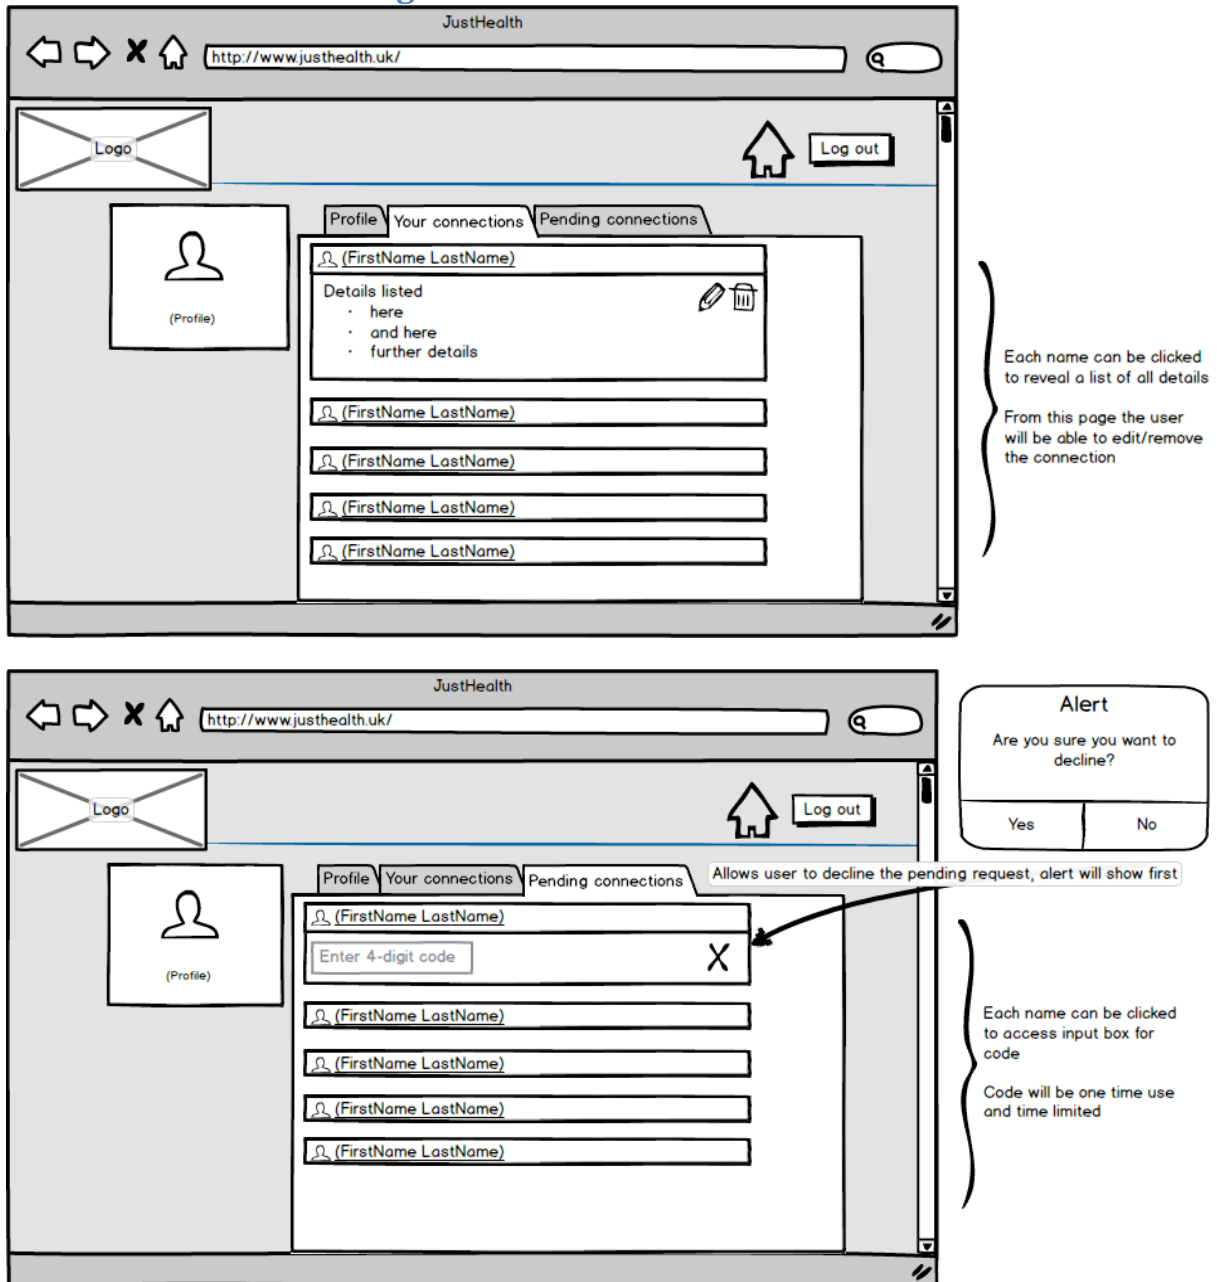 JustHealth
http://www.justhealth.uk/
Logo
Log out
Profile
Your connections
Pending connections
(Profile)
(FirstName LastName)
Details listed
· here
· and here
· further details
(FirstName LastName)
(FirstName LastName)
(FirstName LastName)
(FirstName LastName)
Each name can be clicked
to reveal a list of all details
From this page the user
will be able to edit/remove
the connection
JustHealth
http://www.justhealth.uk/
Logo
Log out
Alert
Are you sure you want to
decline?
Yes
No
Profile
Your connections
Pending connections
Allows user to decline the pending request, alert will show first
(Profile)
(FirstName LastName)
Enter 4-digit code
X
(FirstName LastName)
(FirstName LastName)
(FirstName LastName)
(FirstName LastName)
Each name can be clicked
to access input box for
code
Code will be one time use
and time limited